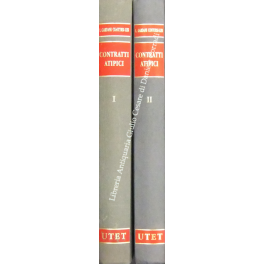 CONTRATTI
ATIPICI
I
UTET
CONTRATTI
ATIPICI
II
UTET
Libreria Antiquaria Giulio Cesare di Daniele